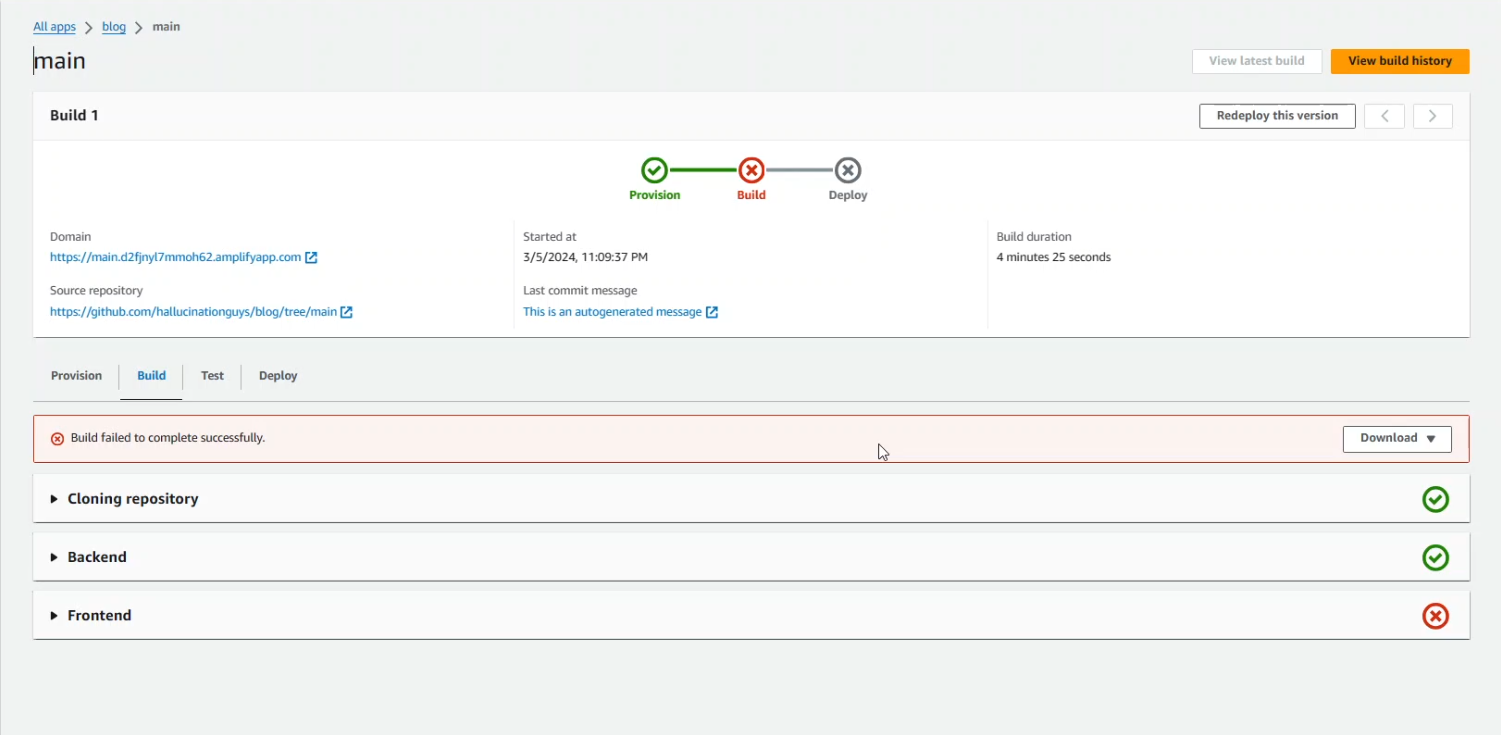 All apps > blog > main
main
View latest build
View build history
Build 1
Redeploy this version
Provision
Build
Deploy
Domain
https://main.d2fjnyl7mmoh62.amplifyapp.com
Source repository
https://github.com/hallucinationguys/blog/tree/main
Started at
3/5/2024, 11:09:37 PM
Last commit message
This is an autogenerated message
Build duration
4 minutes 25 seconds
Provision
Build
Test
Deploy
Build failed to complete successfully.
Download
Cloning repository
Backend
Frontend